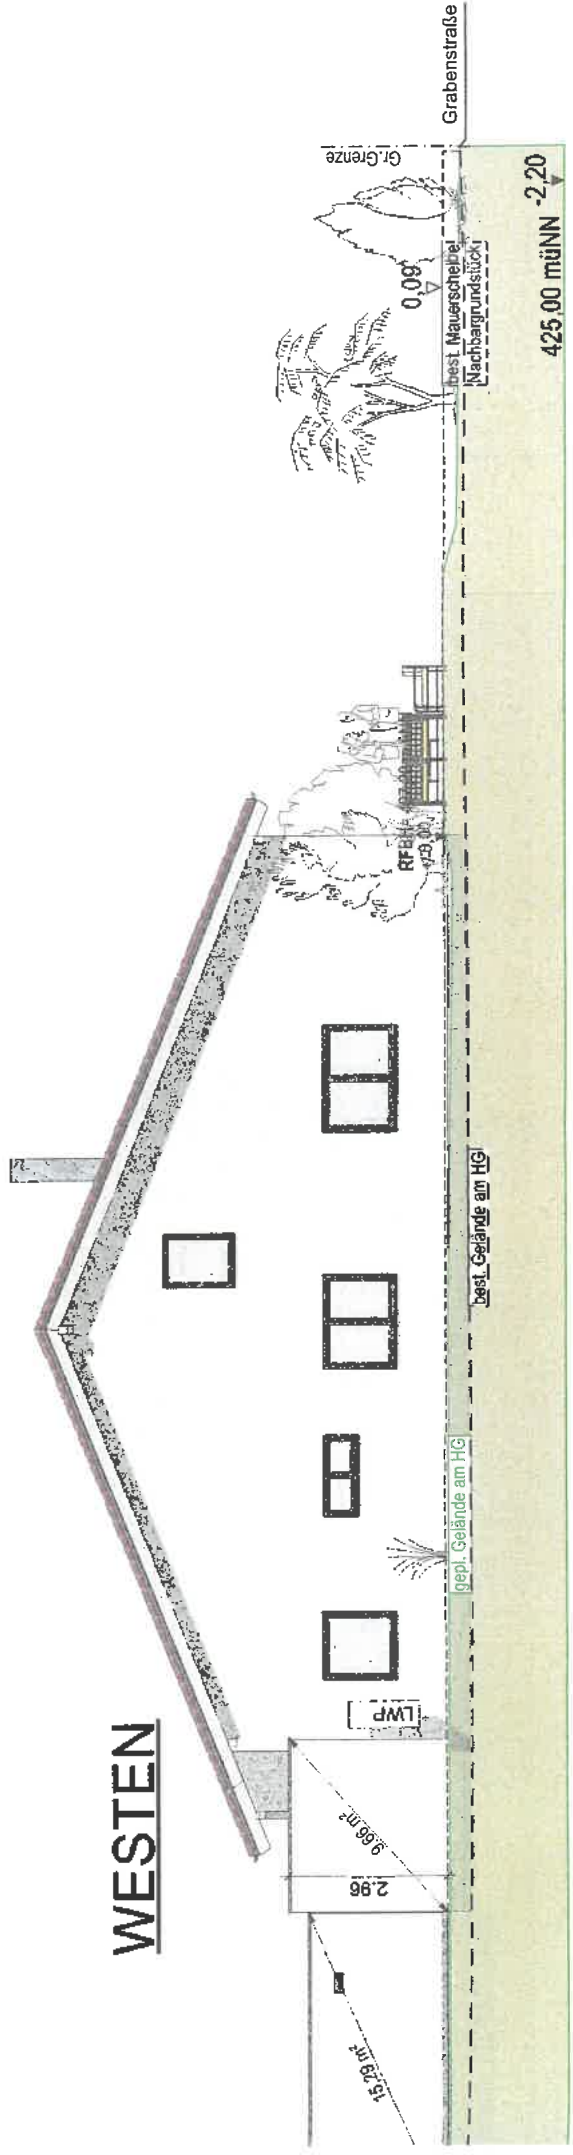 WESTEN
Grabenstraße
Gr.Grenze
0,09
best. Mauerscheibe
Nachbargrundstück
-2,20
425,00 müNN
best. Gelände am HG
gepl. Gelände am HG
LWP
9.66 m²
2.96
15.29 m²